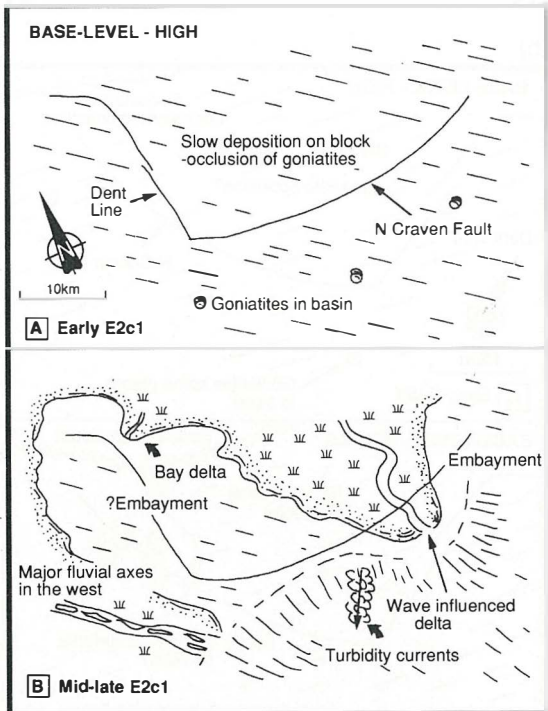 BASE-LEVEL - HIGH
Slow deposition on block
-occlusion of goniatites
Dent
Line
N Craven Fault
N
10km
Goniatites in basin
A Early E2c1
Embayment
Bay delta
?Embayment
Major fluvial axes
in the west
Wave influenced
delta
Turbidity currents
B Mid-late E2c1